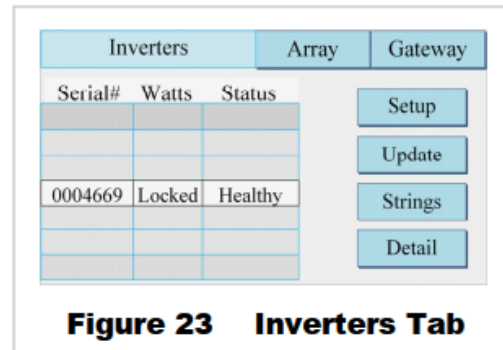 Inverters Array Gateway
Serial# Watts Status
Setup
Update
0004669 Locked Healthy
Strings
Detail
Figure 23 Inverters Tab